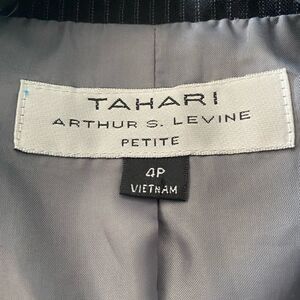 TAHARI
ARTHUR S. LEVINE
PETITE
4P
VIETNAM